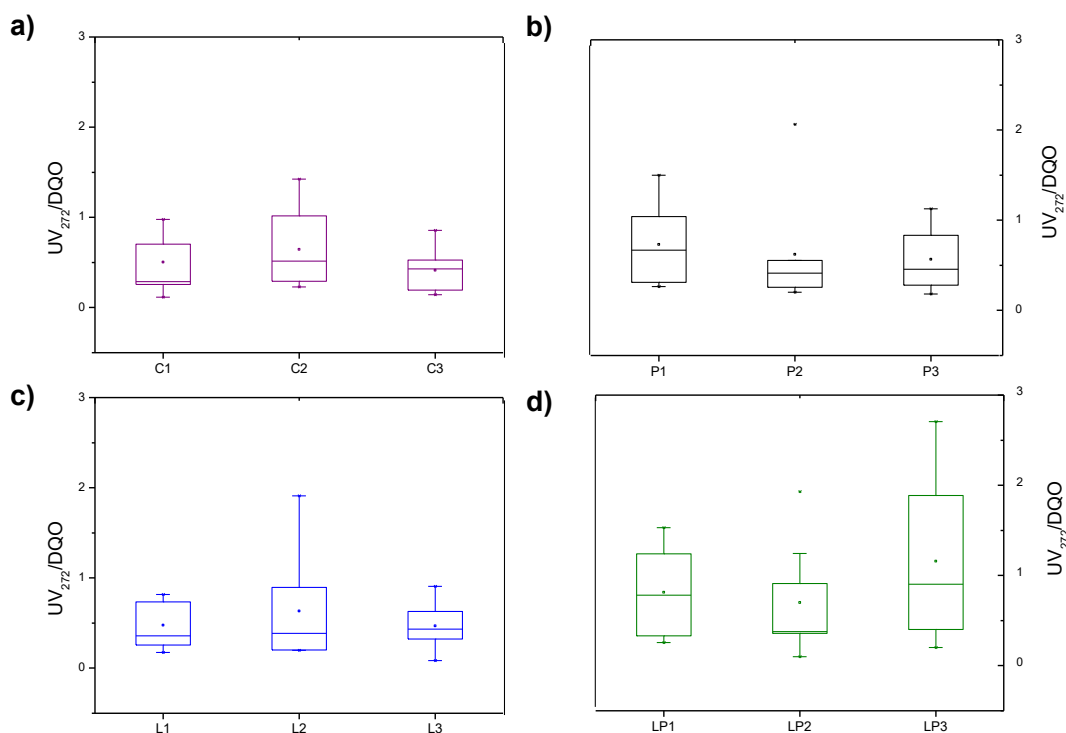 a)
3
2
1
0
UV272/DQO
C1 C2 C3
b)
3
2
1
0
UV272/DQO
P1 P2 P3
c)
3
2
1
0
UV272/DQO
L1 L2 L3
d)
3
2
1
0
UV272/DQO
LP1 LP2 LP3